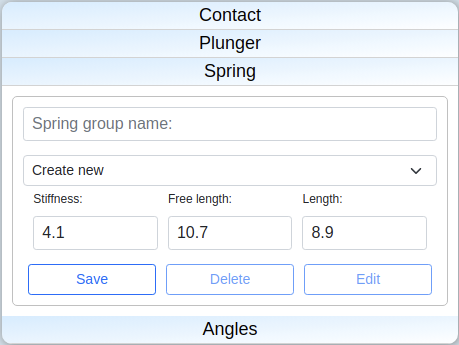 Contact
Plunger
Spring
Spring group name:
Create new
Stiffness: Free length: Length:
4.1 10.7 8.9
Save Delete Edit
Angles